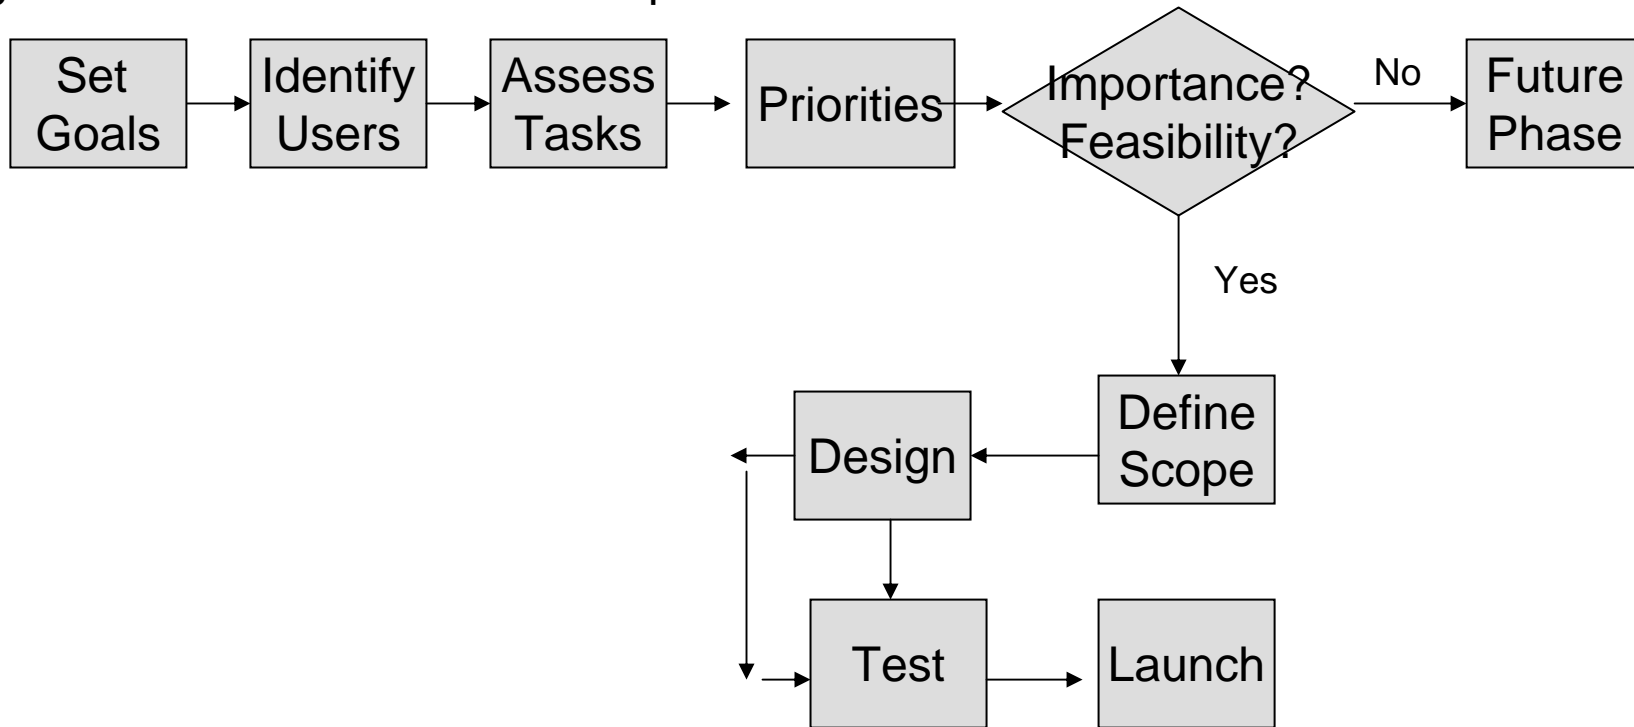 Set
Goals
Identify
Users
Assess
Tasks
Priorities
Importance?
Feasibility?
No
Future
Phase
Yes
Define
Scope
Design
Test
Launch